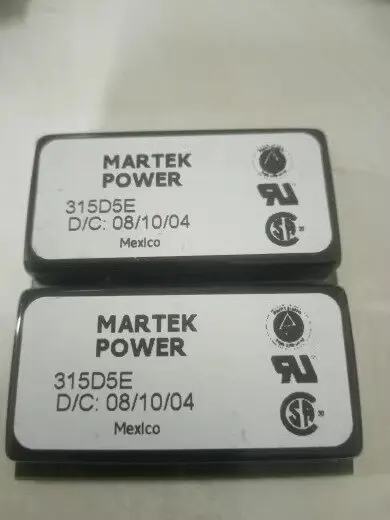 MARTEK
POWER
315D5E
D/C: 08/10/04
Mexico
MARTEK
POWER
315D5E
D/C: 08/10/04
Mexico